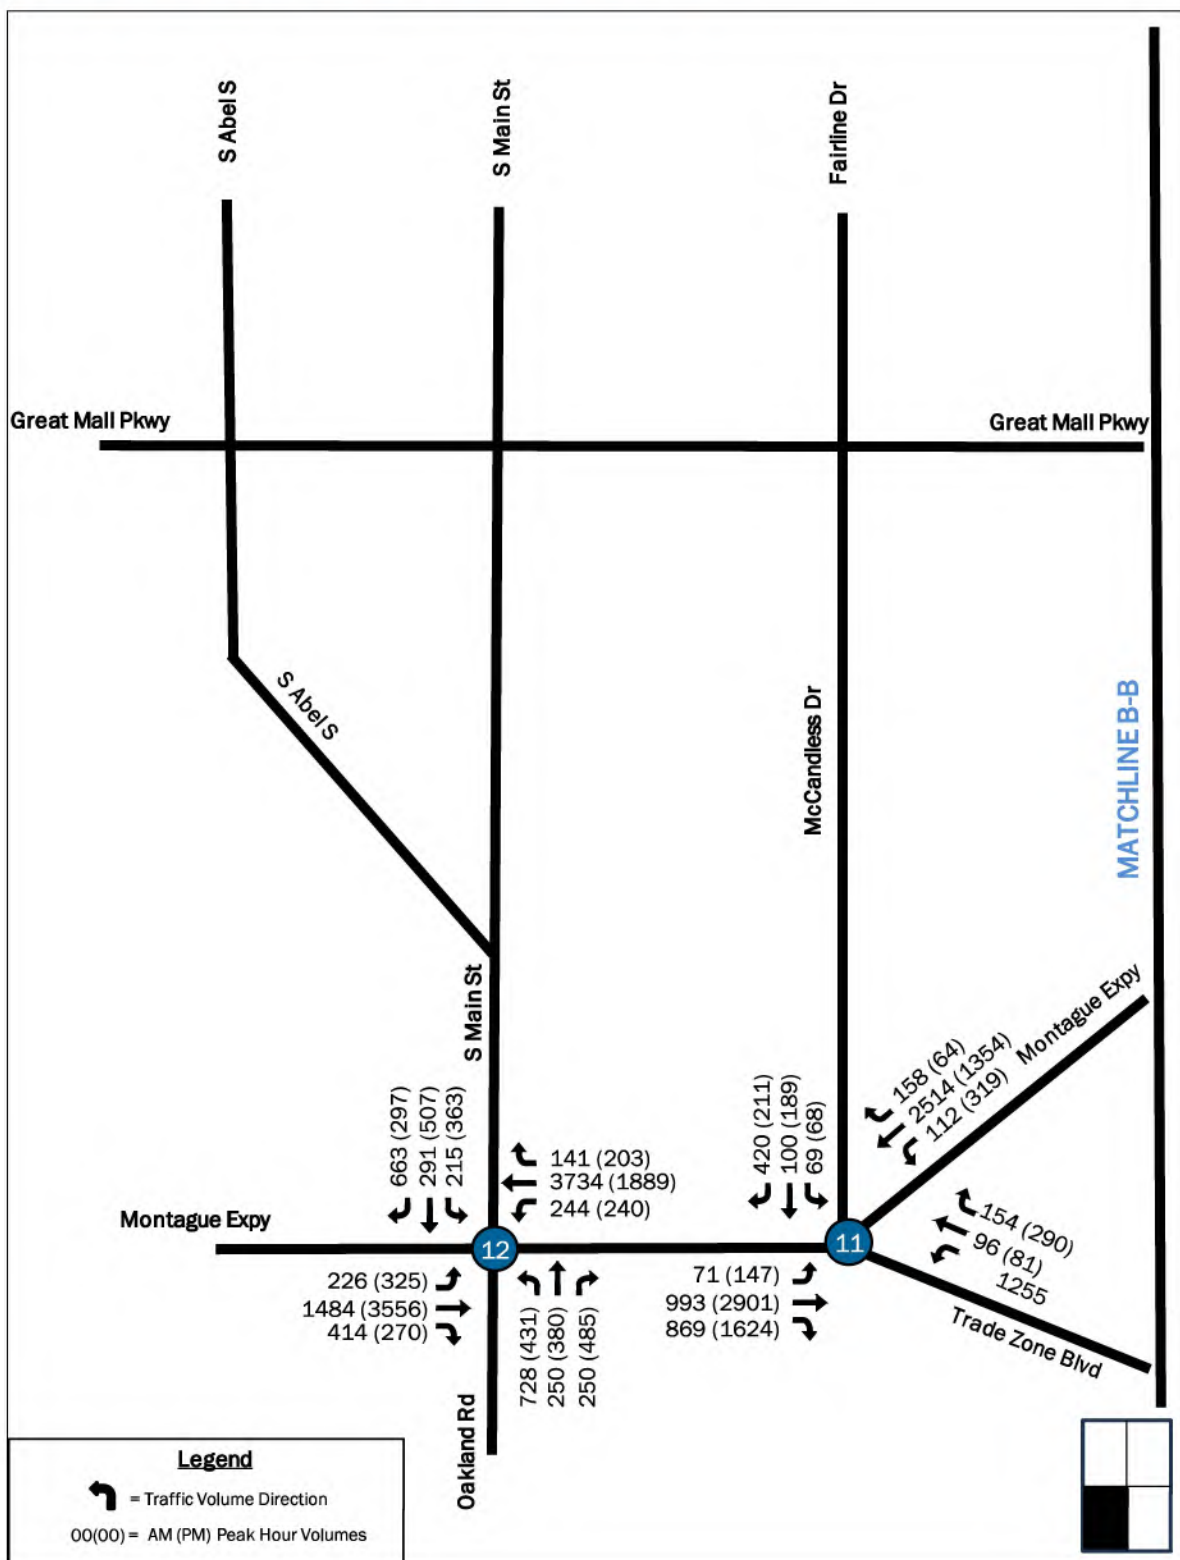 S Abel S
S Main St
Fairline Dr
Great Mall Pkwy
Great Mall Pkwy
S Abel S
McCandless Dr
MATCHLINE B-B
S Main St
Montague Expy
158 (64)
2514 (1354)
112 (319)
663 (297)
291 (507)
215 (363)
141 (203)
3734 (1889)
244 (240)
420 (211)
100 (189)
69 (68)
Montague Expy
12
11
154 (290)
96 (81)
1255
226 (325)
1484 (3556)
414 (270)
728 (431)
250 (380)
250 (485)
71 (147)
993 (2901)
869 (1624)
Trade Zone Blvd
Oakland Rd
Legend
= Traffic Volume Direction
00(00) = AM (PM) Peak Hour Volumes